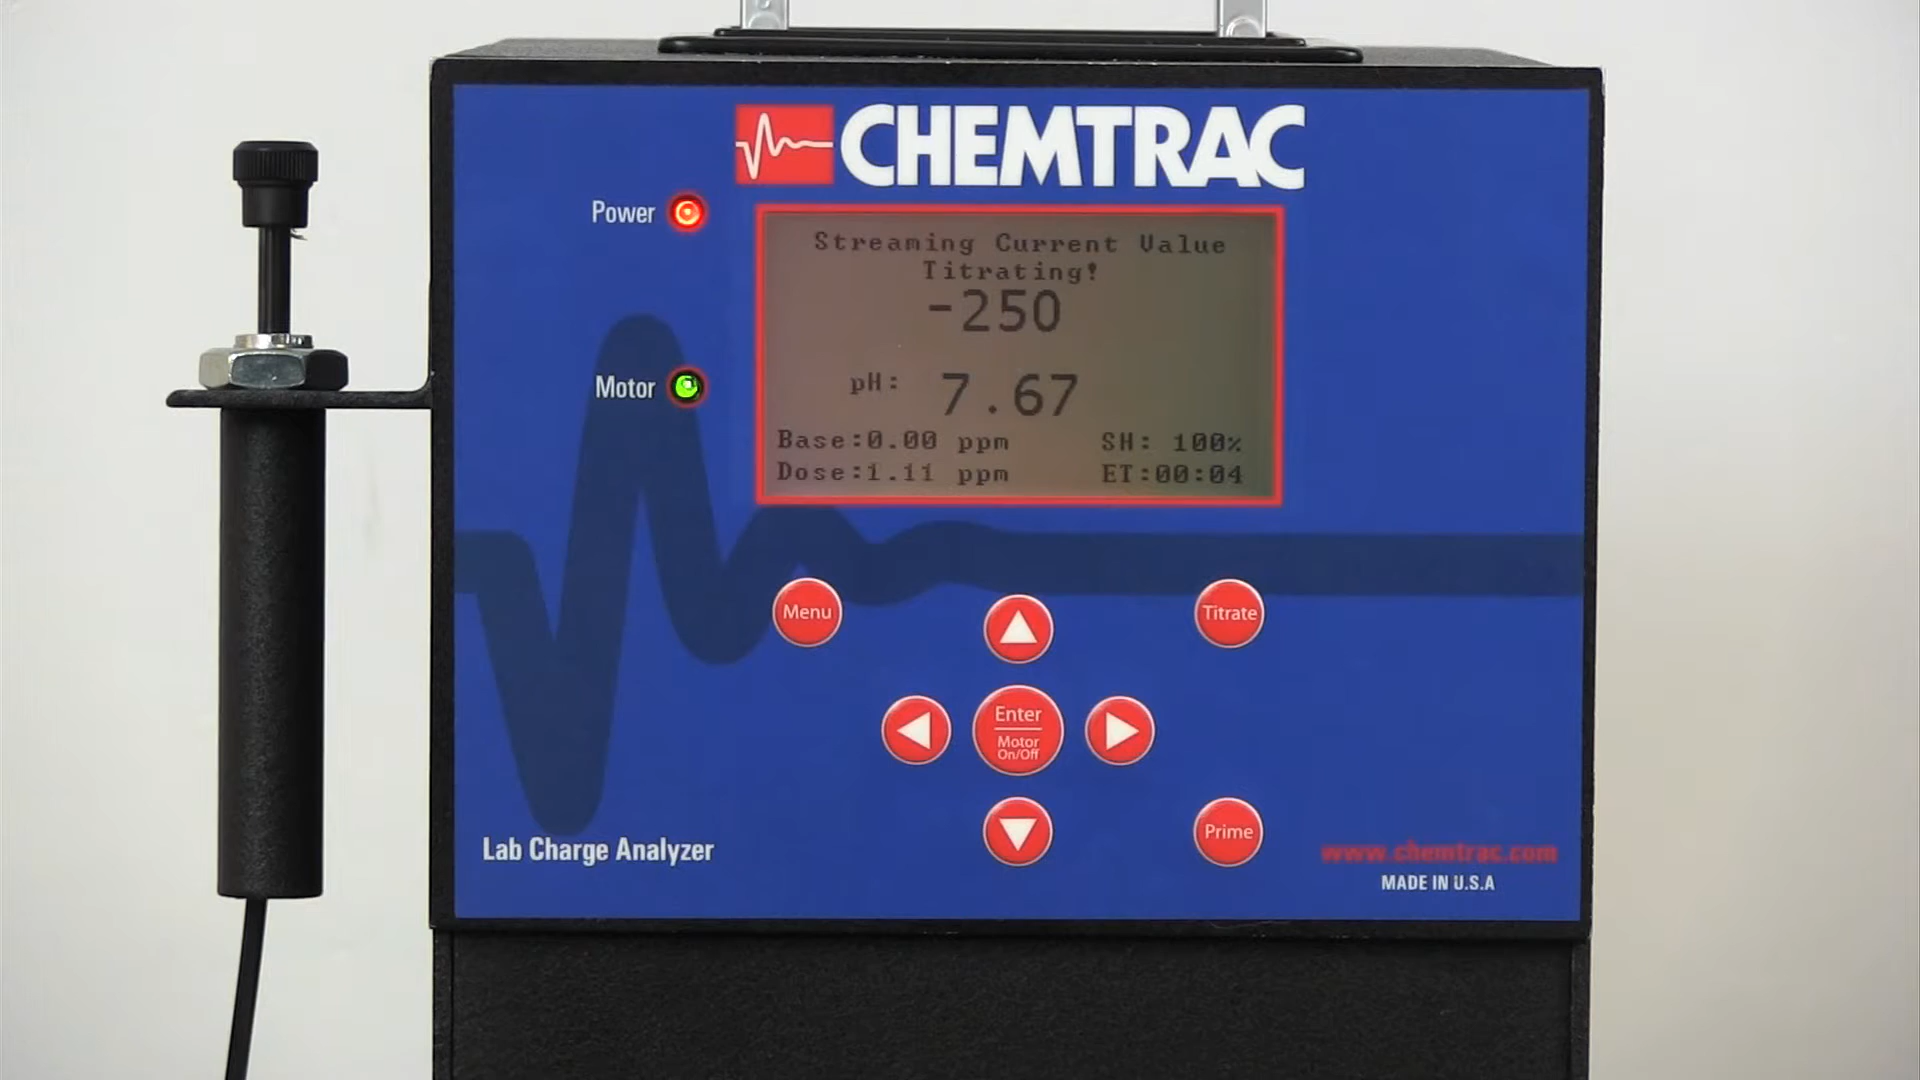 CHEMTRAC
Power
Streaming Current Value
Titrating!
-250
Motor
pH: 7.67
Base:0.00 ppm SH: 100%
Dose:1.11 ppm ET:00:04
Menu
Titrate
Enter
Motor
On/Off
Prime
Lab Charge Analyzer
www.chemtrac.com
MADE IN U.S.A